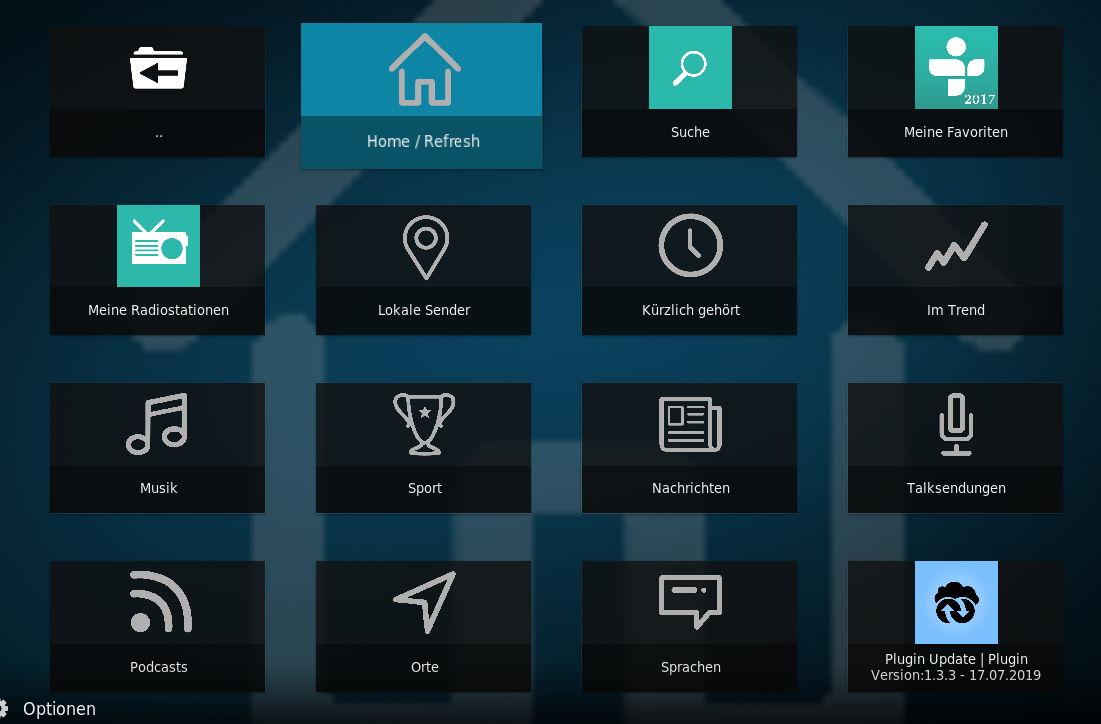 ..
Home / Refresh
Suche
2017
Meine Favoriten
Meine Radiostationen
Lokale Sender
Kürzlich gehört
Im Trend
Musik
Sport
Nachrichten
Talksendungen
Podcasts
Orte
Sprachen
Plugin Update | Plugin
Version:1.3.3 - 17.07.2019
Optionen